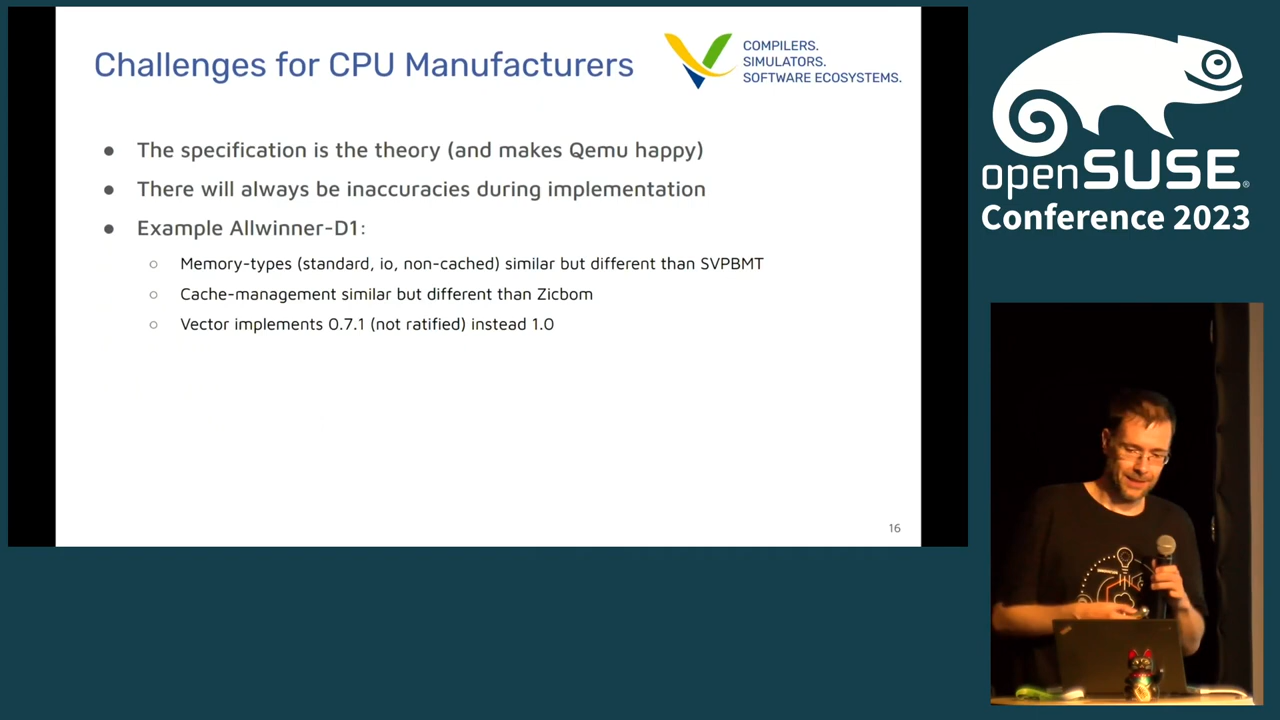 Challenges for CPU Manufacturers
COMPILERS.
SIMULATORS.
SOFTWARE ECOSYSTEMS.
● The specification is the theory (and makes Qemu happy)
● There will always be inaccuracies during implementation
● Example Allwinner-D1:
○ Memory-types (standard, io, non-cached) similar but different than SVPBMT
○ Cache-management similar but different than Zicbom
○ Vector implements 0.7.1 (not ratified) instead 1.0
16
openSUSE®
Conference 2023